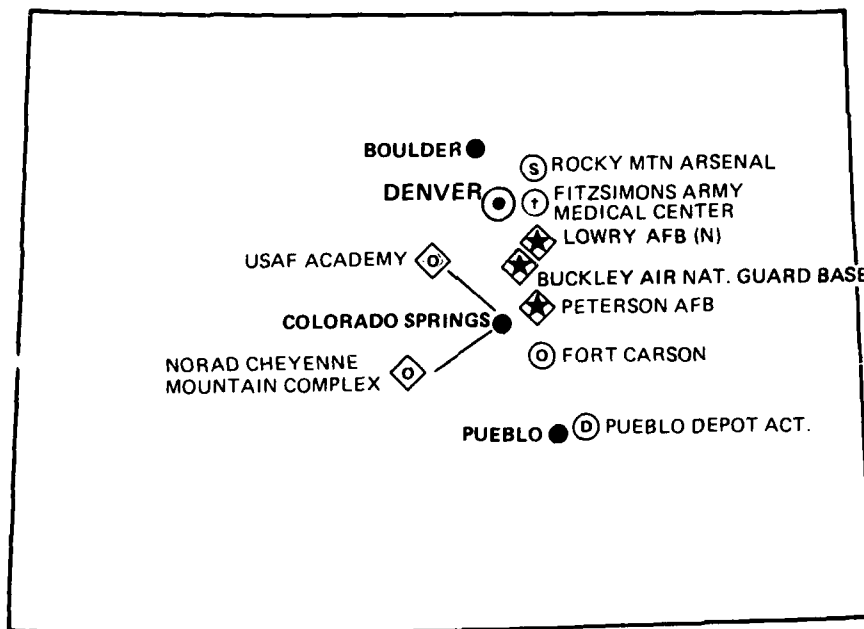 BOULDER
S ROCKY MTN ARSENAL
DENVER
† FITZSIMONS ARMY
MEDICAL CENTER
LOWRY AFB (N)
USAF ACADEMY O
BUCKLEY AIR NAT. GUARD BASE
PETERSON AFB
COLORADO SPRINGS
O FORT CARSON
NORAD CHEYENNE
MOUNTAIN COMPLEX O
PUEBLO
D PUEBLO DEPOT ACT.